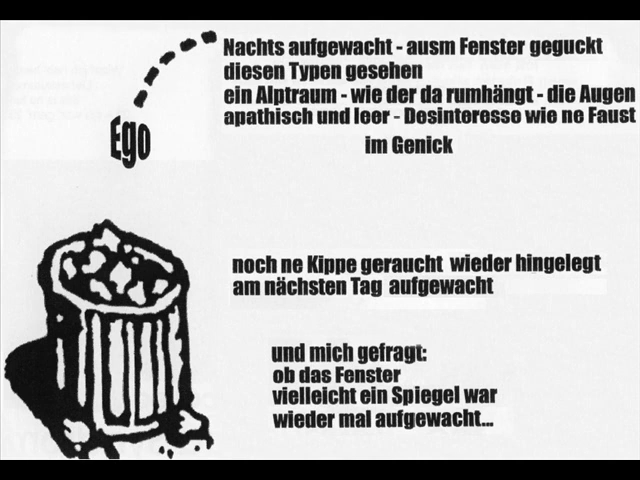 Nachts aufgewacht - ausm Fenster geguckt
diesen Typen gesehen
ein Alptraum - wie der da rumhängt - die Augen
apathisch und leer - Desinteresse wie ne Faust
im Genick
Ego
noch ne Kippe geraucht wieder hingelegt
am nächsten Tag aufgewacht
und mich gefragt:
ob das Fenster
vielleicht ein Spiegel war
wieder mal aufgewacht...